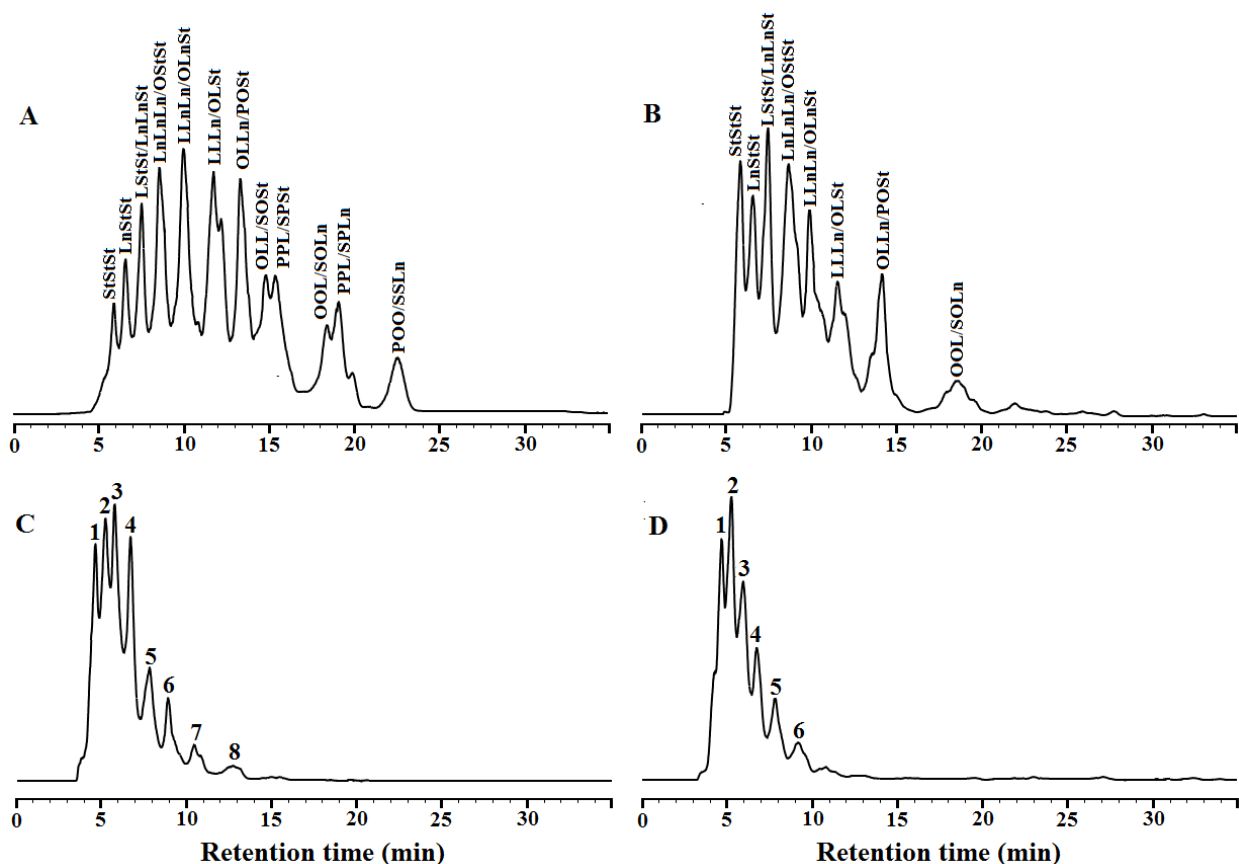 A
StStSt
LnStSt
LStSt/LnLnSt
LnLnLn/OStSt
LLnLn/OLnSt
LLLn/OLSt
OLLn/POSt
OLL/SOSt
PPL/SPSt
OOL/SOLn
PPL/SPLn
POO/SSLn
0 5 10 15 20 30
B
StStSt
LnStSt
LStSt/LnLnSt
LnLnLn/OStSt
LLnLn/OLnSt
LLLn/OLSt
OLLn/POSt
OOL/SOLn
0 5 10 15 20 30
C
1 2 3 4 5 6 7 8
0 5 10 15 20 30
Retention time (min)
D
1 2 3 4 5 6
0 5 10 15 20 30
Retention time (min)